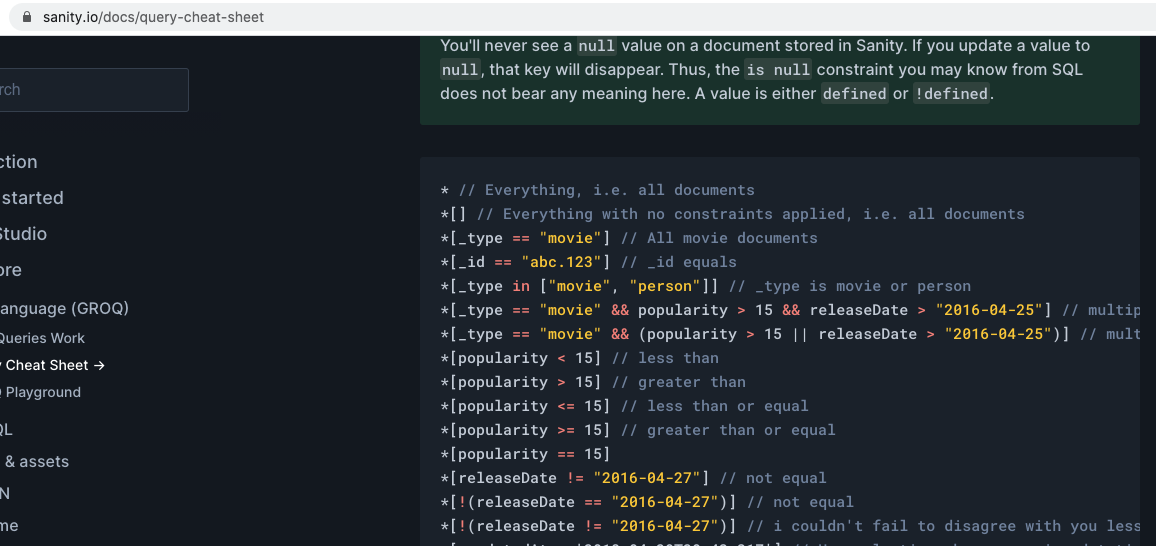 sanity.io/docs/query-cheat-sheet
You'll never see a null value on a document stored in Sanity. If you update a value to
null, that key will disappear. Thus, the is null constraint you may know from SQL
does not bear any meaning here. A value is either defined or !defined.
rch
ction
started
Studio
ore
anguage (GROQ)
Queries Work
Cheat Sheet →
Playground
QL
& assets
N
me
* // Everything, i.e. all documents
*[] // Everything with no constraints applied, i.e. all documents
*[_type == "movie"] // All movie documents
*[_id == "abc.123"] // _id equals
*[_type in ["movie", "person"]] // _type is movie or person
*[_type == "movie" && popularity > 15 && releaseDate > "2016-04-25"] // multip
*[_type == "movie" && (popularity > 15 || releaseDate > "2016-04-25")] // mult
*[popularity < 15] // less than
*[popularity > 15] // greater than
*[popularity <= 15] // less than or equal
*[popularity >= 15] // greater than or equal
*[popularity == 15]
*[releaseDate != "2016-04-27"] // not equal
*[!(releaseDate == "2016-04-27")] // not equal
*[!(releaseDate != "2016-04-27")] // i couldn't fail to disagree with you less